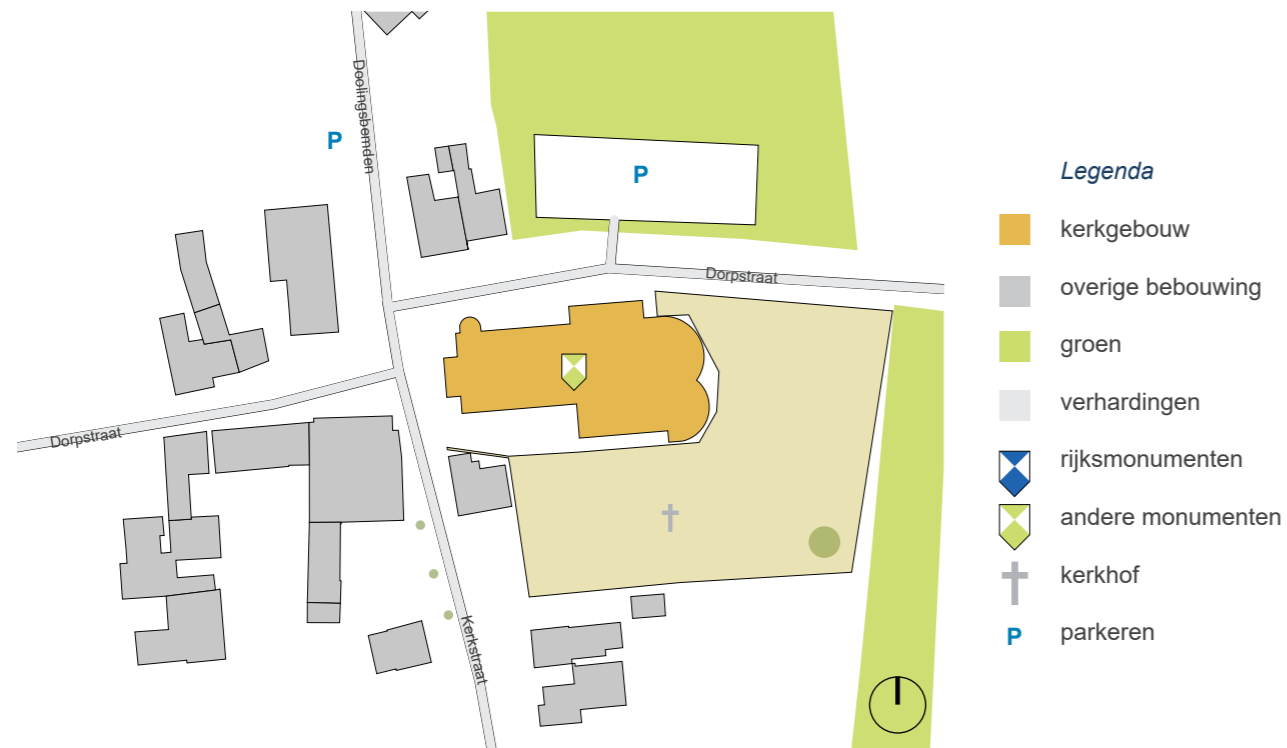 Doolingsbemden
P
P
Dorpstraat
Dorpstraat
Kerkstraat
Legenda
kerkgebouw
overige bebouwing
groen
verhardingen
rijksmonumenten
andere monumenten
kerkhof
P parkeren